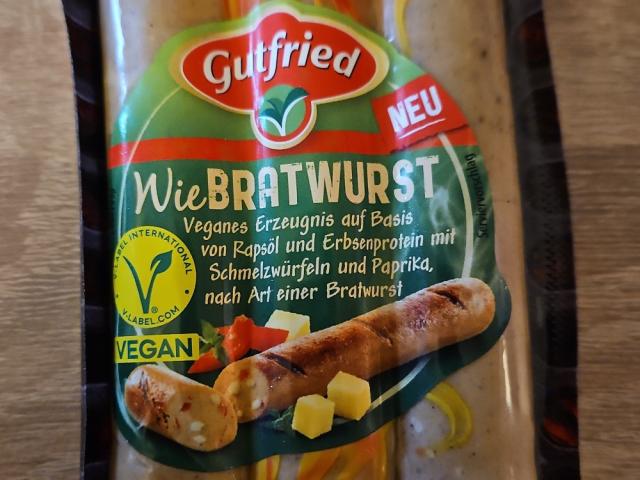 Gutfried
NEU
WieBRATWURST
Veganes Erzeugnis auf Basis
von Rapsöl und Erbsenprotein mit
Schmelzwürfeln und Paprika,
nach Art einer Bratwurst
V-LABEL INTERNATIONAL
V-LABEL.COM
®
VEGAN
Serviervorschlag